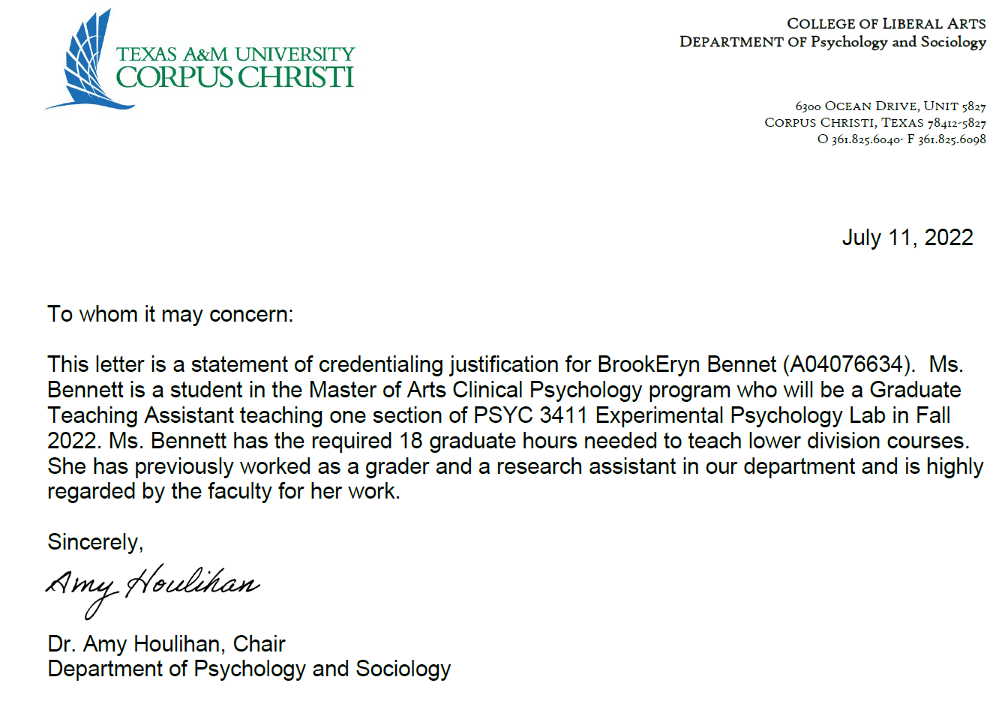 TEXAS A&M UNIVERSITY
CORPUS CHRISTI
COLLEGE OF LIBERAL ARTS
DEPARTMENT OF Psychology and Sociology
6300 OCEAN DRIVE, UNIT 5827
CORPUS CHRISTI, TEXAS 78412-5827
O 361.825.6040· F 361.825.6098
July 11, 2022
To whom it may concern:
This letter is a statement of credentialing justification for BrookEryn Bennet (A04076634).  Ms.
Bennett is a student in the Master of Arts Clinical Psychology program who will be a Graduate
Teaching Assistant teaching one section of PSYC 3411 Experimental Psychology Lab in Fall
2022. Ms. Bennett has the required 18 graduate hours needed to teach lower division courses.
She has previously worked as a grader and a research assistant in our department and is highly
regarded by the faculty for her work.
Sincerely,
Amy Houlihan
Dr. Amy Houlihan, Chair
Department of Psychology and Sociology